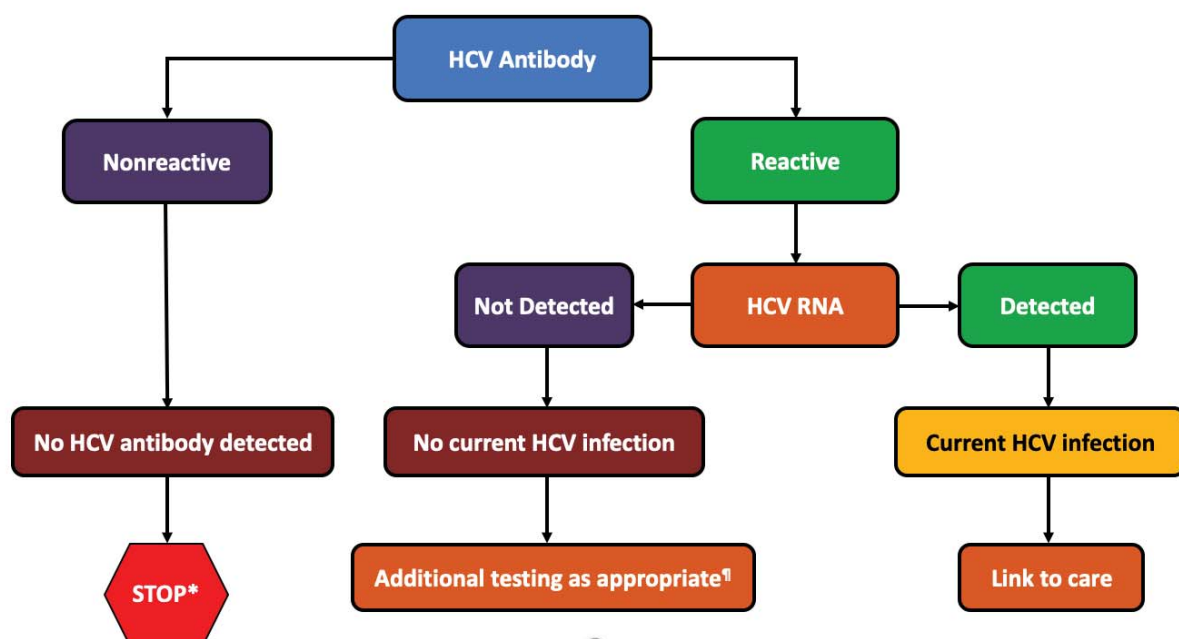 HCV Antibody
Nonreactive
Reactive
Not Detected
HCV RNA
Detected
No HCV antibody detected
No current HCV infection
Current HCV infection
STOP*
Additional testing as appropriate¶
Link to care